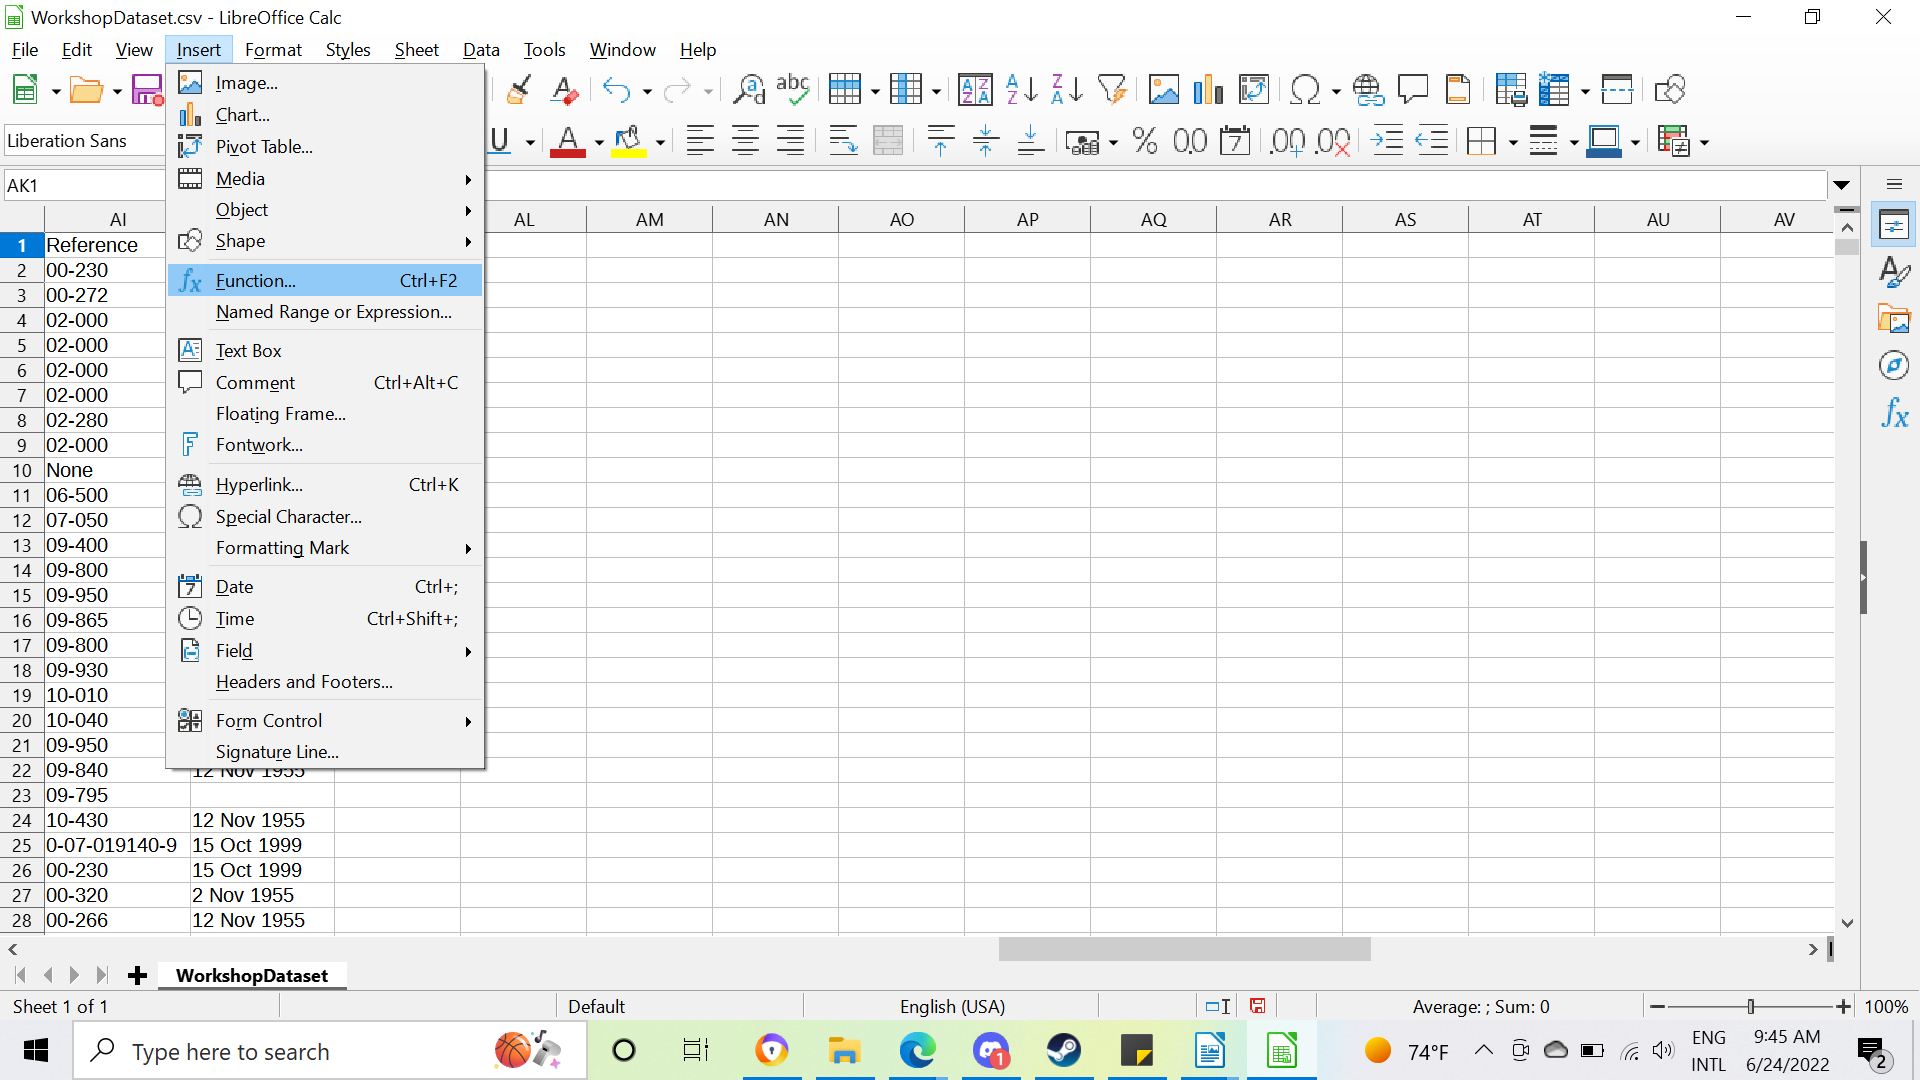 WorkshopDataset.csv - LibreOffice Calc
File Edit View Insert Format Styles Sheet Data Tools Window Help
Liberation Sans
AK1
Image...
Chart...
Pivot Table...
Media
Object
Shape
Function... Ctrl+F2
Named Range or Expression...
Text Box
Comment Ctrl+Alt+C
Floating Frame...
Fontwork...
Hyperlink... Ctrl+K
Special Character...
Formatting Mark
Date Ctrl+;
Time Ctrl+Shift+;
Field
Headers and Footers...
Form Control
Signature Line...
AI AL AM AN AO AP AQ AR AS AT AU AV
1 Reference
2 00-230
3 00-272
4 02-000
5 02-000
6 02-000
7 02-000
8 02-280
9 02-000
10 None
11 06-500
12 07-050
13 09-400
14 09-800
15 09-950
16 09-865
17 09-800
18 09-930
19 10-010
20 10-040
21 09-950
22 09-840 12 Nov 1955
23 09-795
24 10-430 12 Nov 1955
25 0-07-019140-9 15 Oct 1999
26 00-230 15 Oct 1999
27 00-320 2 Nov 1955
28 00-266 12 Nov 1955
WorkshopDataset
Sheet 1 of 1 Default English (USA) Average: ; Sum: 0 100%
Type here to search 1 74°F ENG 9:45 AM
INTL 6/24/2022 2